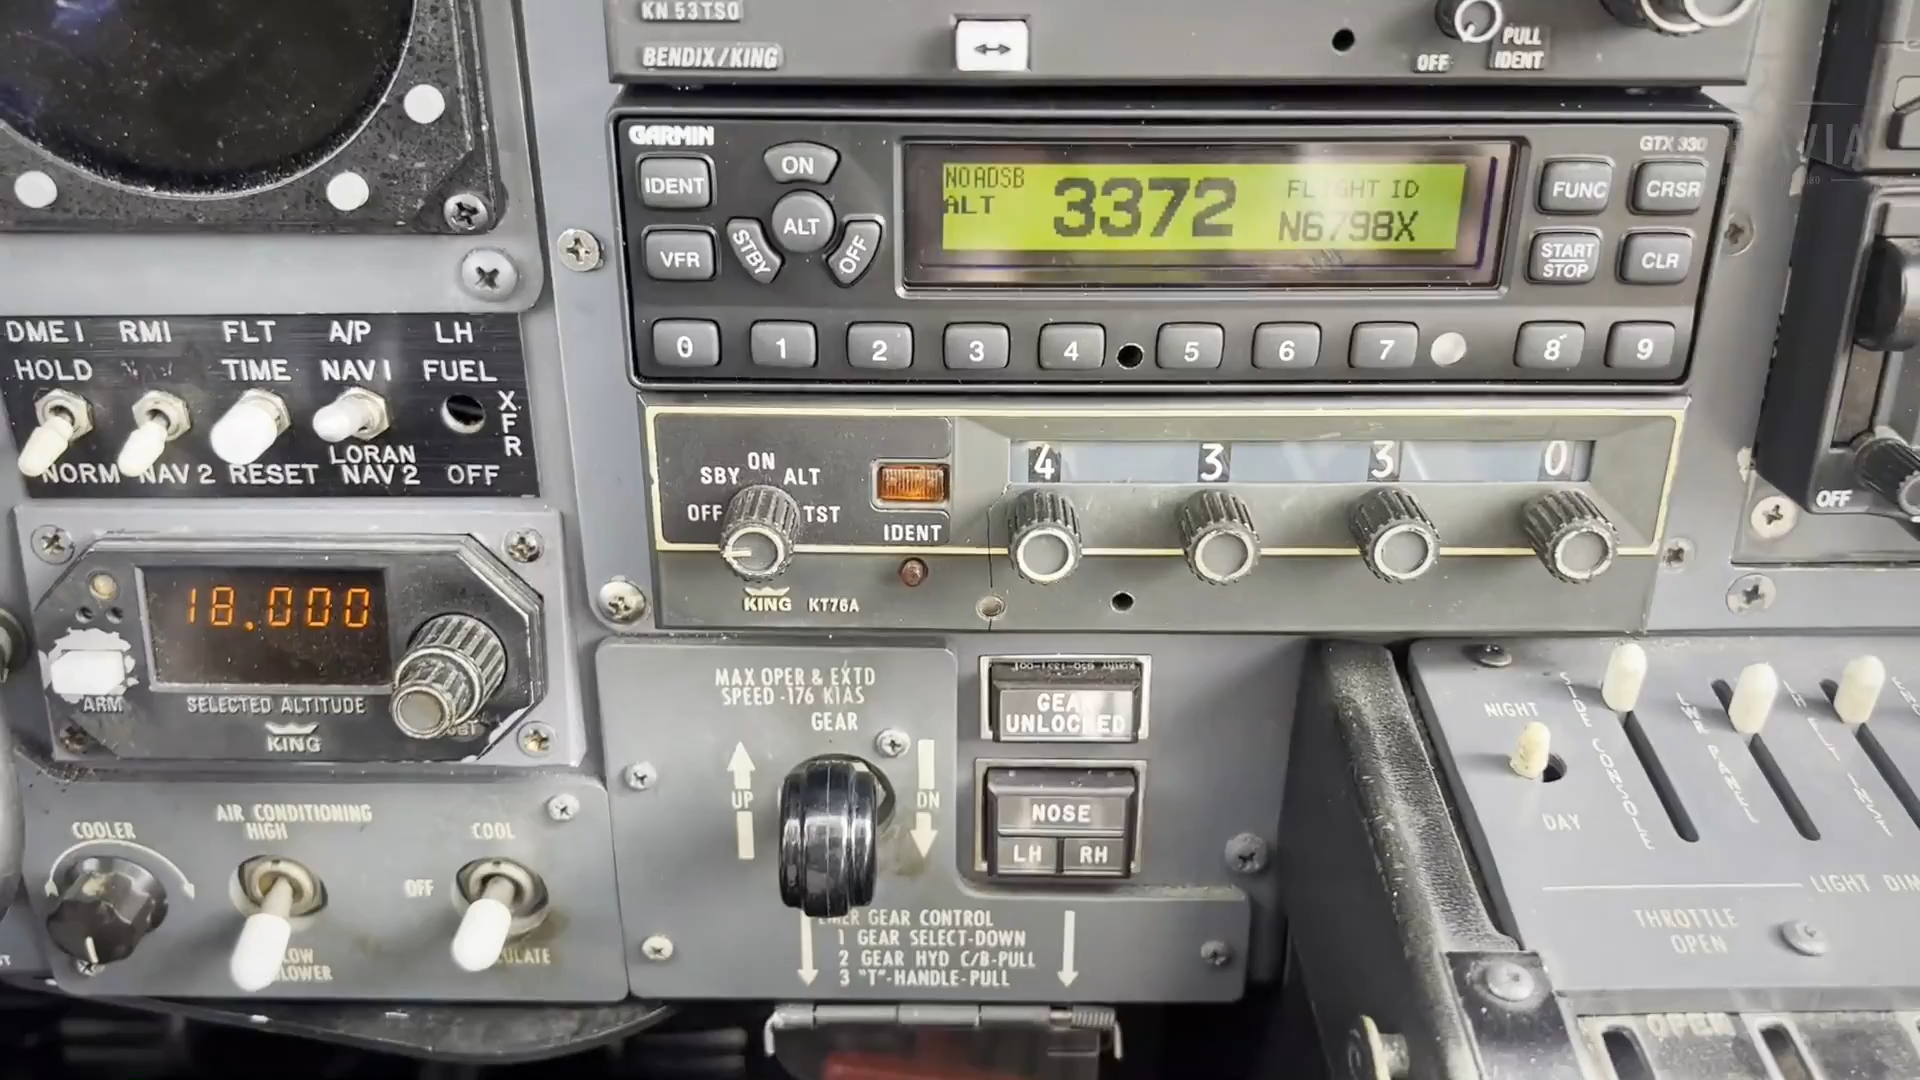 KN 53 TSO
BENDIX/KING
OFF
PULL
IDENT
GARMIN
GTX 330
IDENT
ON
ALT
STBY
OFF
VFR
NO ADSB
ALT
3372
FLIGHT ID
N6798X
FUNC
CRSR
START
STOP
CLR
0 1 2 3 4 5 6 7 8 9
DME 1 RMI FLT A/P LH
HOLD NAV TIME NAV 1 FUEL
XFR
NORM NAV 2 RESET LORAN
NAV 2 OFF
OFF SBY ON ALT TST
IDENT
4 3 3 0
KING KT76A
OFF
18.000
ARM
SELECTED ALTITUDE
KING
MAX OPER & EXTD
SPEED -176 KIAS
GEAR
UP
DN
GEAR
UNLOCKED
NOSE
LH RH
EMER GEAR CONTROL
1 GEAR SELECT-DOWN
2 GEAR HYD C/B-PULL
3 "T"-HANDLE-PULL
COOLER
AIR CONDITIONING
HIGH
COOL
OFF
NIGHT
DAY
SIDE CONSOLE
LIGHT
THROTTLE
OPEN
OPEN